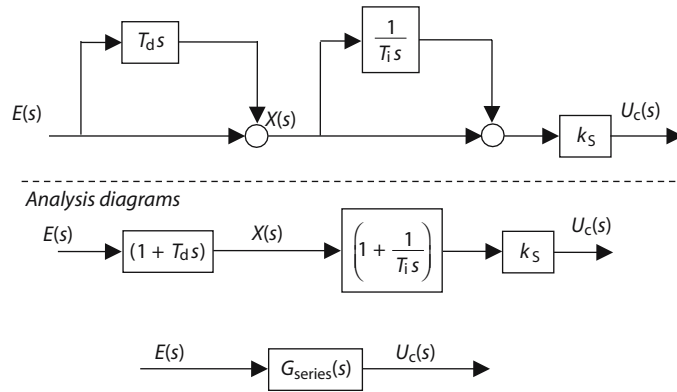 T_d s
1
T_i s
E(s)
X(s)
U_c(s)
k_S
Analysis diagrams
E(s)
X(s)
U_c(s)
(1 + T_d s)
(1 + 1/T_i s)
k_S
E(s)
U_c(s)
G_series(s)